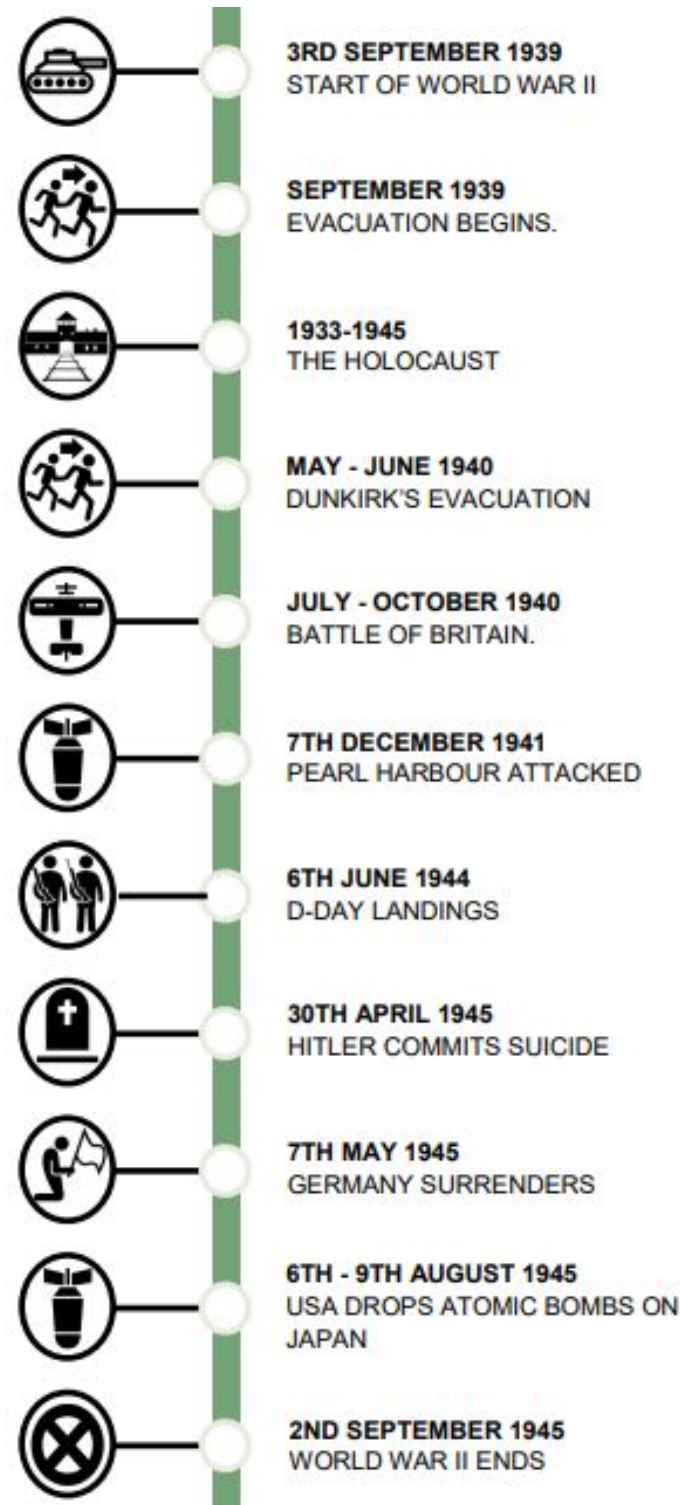 3RD SEPTEMBER 1939
START OF WORLD WAR II
SEPTEMBER 1939
EVACUATION BEGINS.
1933-1945
THE HOLOCAUST
MAY - JUNE 1940
DUNKIRK'S EVACUATION
JULY - OCTOBER 1940
BATTLE OF BRITAIN.
7TH DECEMBER 1941
PEARL HARBOUR ATTACKED
6TH JUNE 1944
D-DAY LANDINGS
30TH APRIL 1945
HITLER COMMITS SUICIDE
7TH MAY 1945
GERMANY SURRENDERS
6TH - 9TH AUGUST 1945
USA DROPS ATOMIC BOMBS ON
JAPAN
2ND SEPTEMBER 1945
WORLD WAR II ENDS